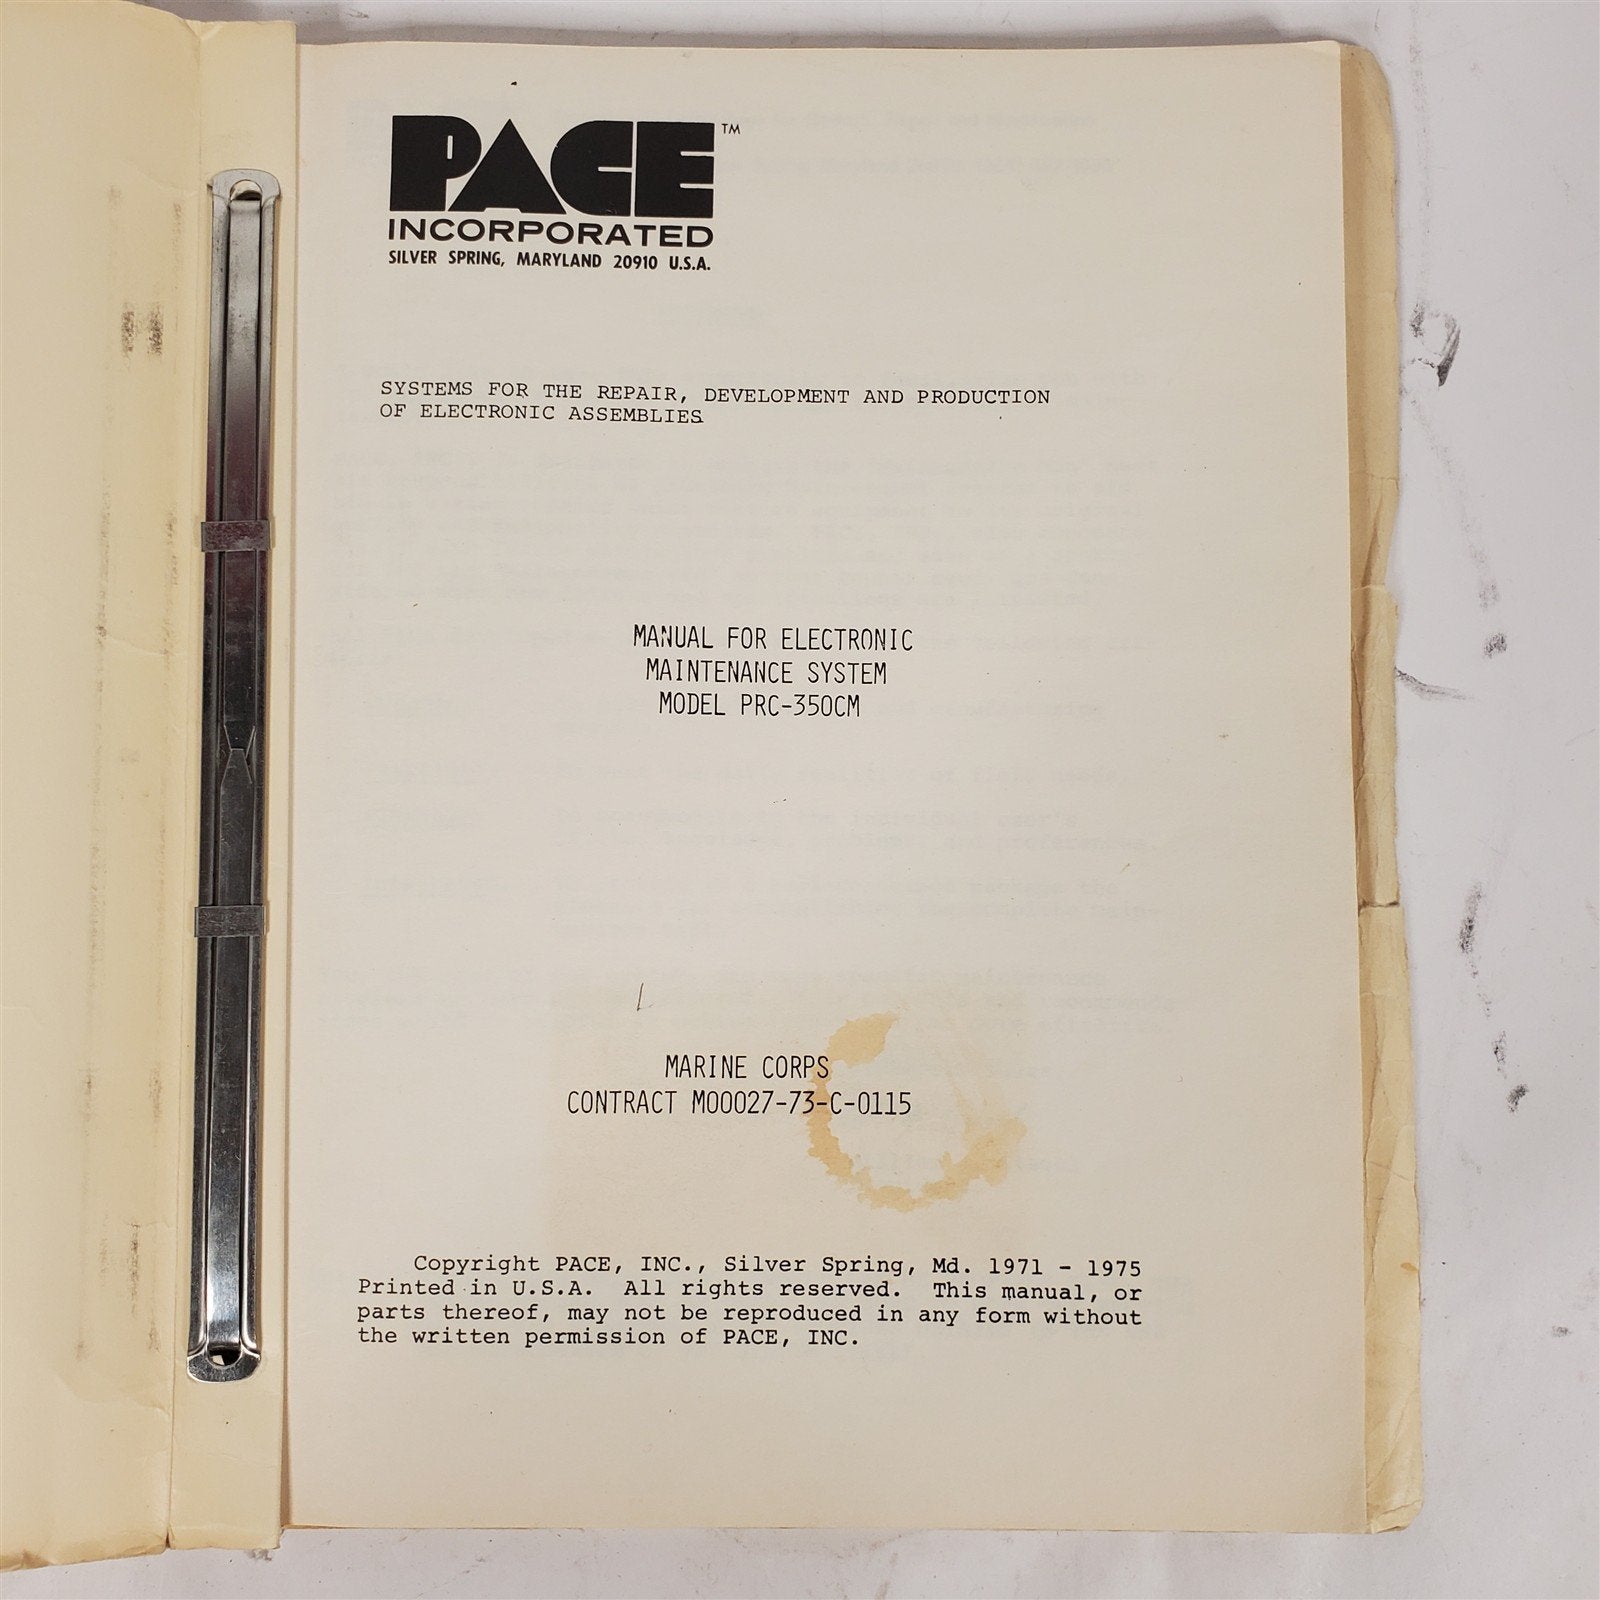 PACE™
INCORPORATED
SILVER SPRING, MARYLAND 20910 U.S.A.
SYSTEMS FOR THE REPAIR, DEVELOPMENT AND PRODUCTION
OF ELECTRONIC ASSEMBLIES
MANUAL FOR ELECTRONIC
MAINTENANCE SYSTEM
MODEL PRC-350CM
MARINE CORPS
CONTRACT M00027-73-C-0115
Copyright PACE, INC., Silver Spring, Md. 1971 - 1975
Printed in U.S.A. All rights reserved. This manual, or
parts thereof, may not be reproduced in any form without
the written permission of PACE, INC.